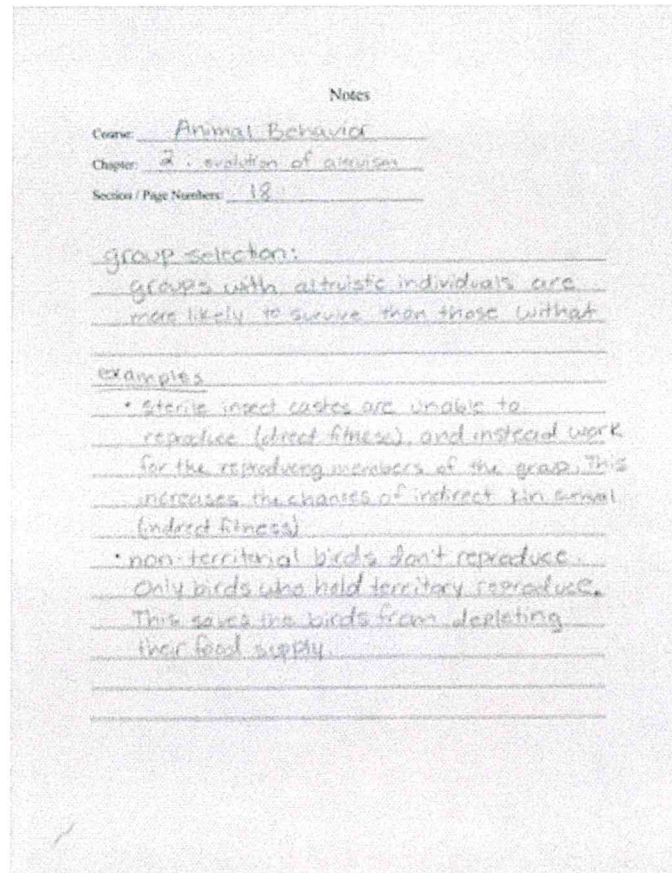 Notes
Course: Animal Behavior
Chapter: 2. evolution of altruism
Section / Page Numbers: 18
group selection:
groups with altruistic individuals are
more likely to survive than those without
examples
• sterile insect castes are unable to
reproduce (direct fitness), and instead work
for the reproducing members of the group. This
increases the chances of indirect kin survival
(indirect fitness)
• non-territorial birds don't reproduce.
Only birds who hold territory reproduce.
This saves the birds from depleting
their food supply.